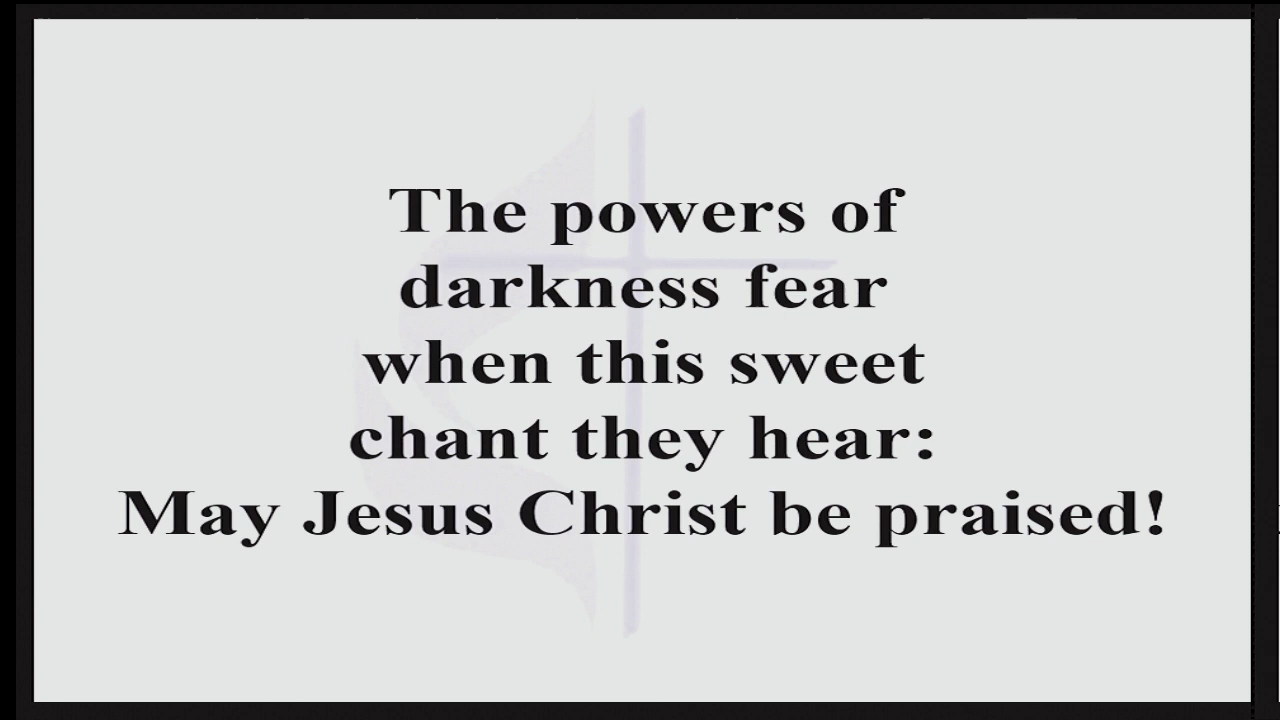 The powers of
darkness fear
when this sweet
chant they hear:
May Jesus Christ be praised!